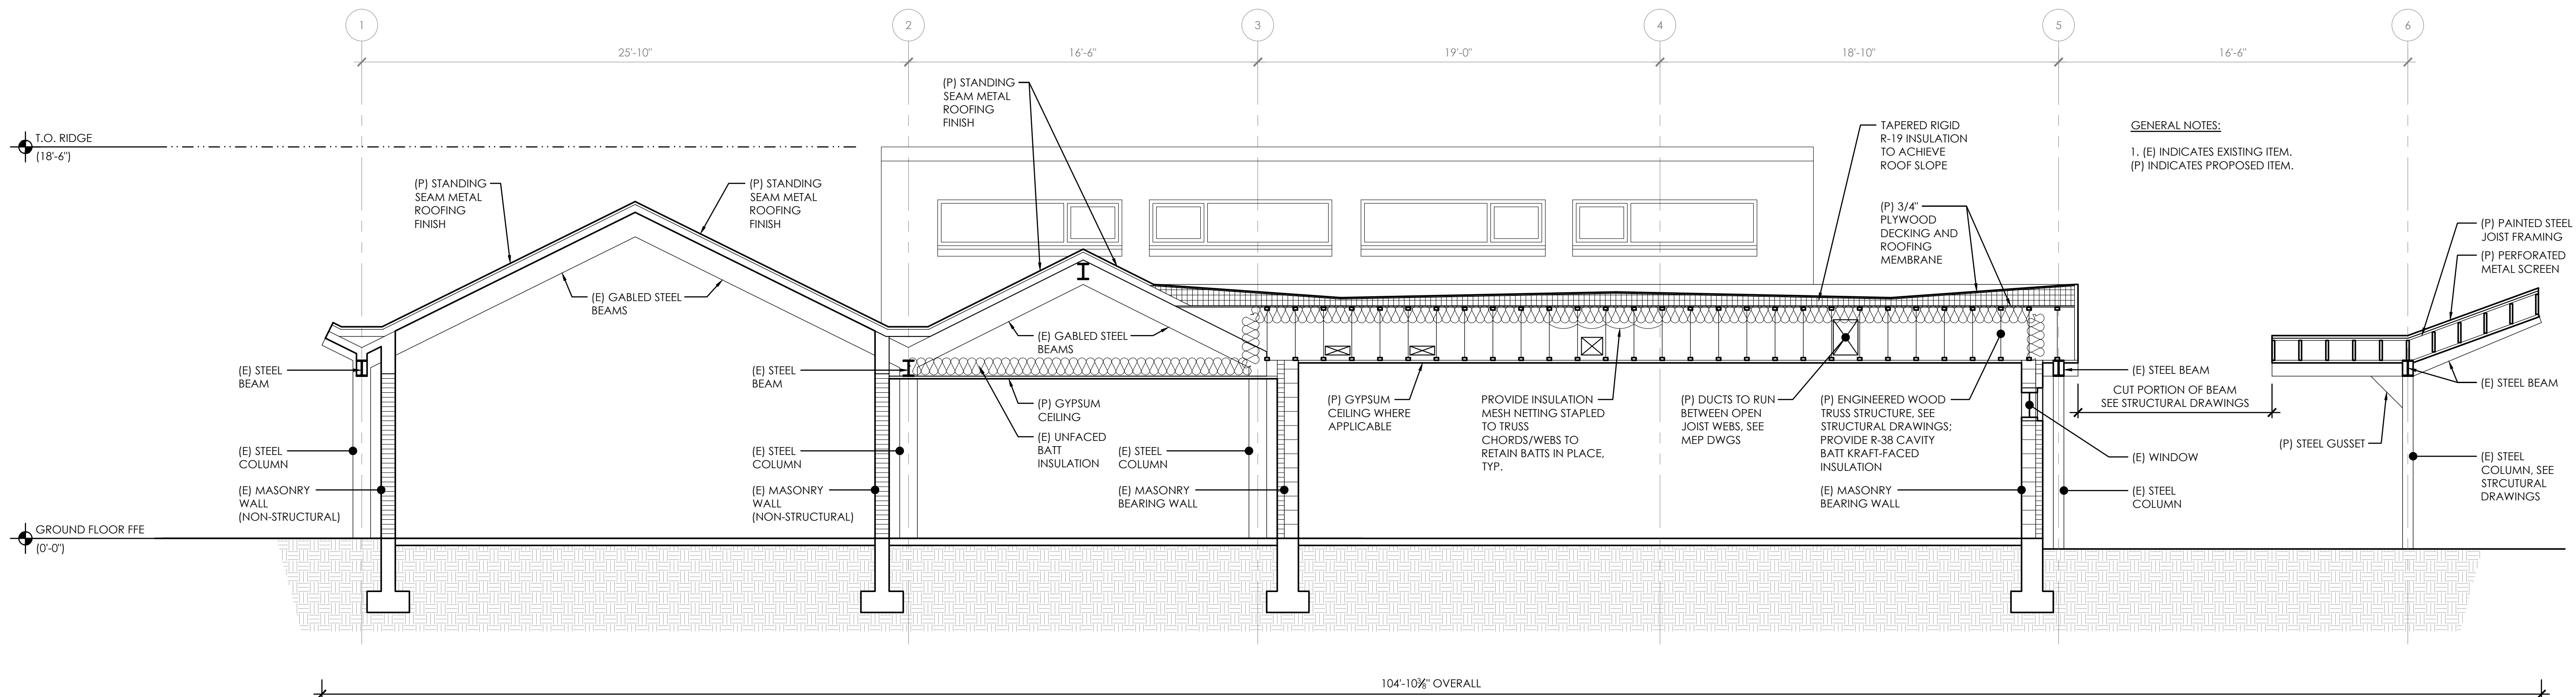 1
2
3
4
5
6
25'-10"
16'-6"
19'-0"
18'-10"
16'-6"
T.O. RIDGE
(18'-6")
(P) STANDING
SEAM METAL
ROOFING
FINISH
(P) STANDING
SEAM METAL
ROOFING
FINISH
(P) STANDING
SEAM METAL
ROOFING
FINISH
TAPERED RIGID
R-19 INSULATION
TO ACHIEVE
ROOF SLOPE
(P) 3/4"
PLYWOOD
DECKING AND
ROOFING
MEMBRANE
GENERAL NOTES:
1. (E) INDICATES EXISTING ITEM.
(P) INDICATES PROPOSED ITEM.
(P) PAINTED STEEL
JOIST FRAMING
(P) PERFORATED
METAL SCREEN
(E) GABLED STEEL
BEAMS
(E) GABLED STEEL
BEAMS
(E) STEEL
BEAM
(E) STEEL
COLUMN
(E) MASONRY
WALL
(NON-STRUCTURAL)
(E) STEEL
BEAM
(E) STEEL
COLUMN
(E) MASONRY
WALL
(NON-STRUCTURAL)
(P) GYPSUM
CEILING
(E) UNFACED
BATT
INSULATION
(E) STEEL
COLUMN
(E) MASONRY
BEARING WALL
(P) GYPSUM
CEILING WHERE
APPLICABLE
PROVIDE INSULATION
MESH NETTING STAPLED
TO TRUSS
CHORDS/WEBS TO
RETAIN BATTS IN PLACE,
TYP.
(P) DUCTS TO RUN
BETWEEN OPEN
JOIST WEBS, SEE
MEP DWGS
(P) ENGINEERED WOOD
TRUSS STRUCTURE, SEE
STRUCTURAL DRAWINGS;
PROVIDE R-38 CAVITY
BATT KRAFT-FACED
INSULATION
(E) MASONRY
BEARING WALL
(E) STEEL BEAM
CUT PORTION OF BEAM
SEE STRUCTURAL DRAWINGS
(E) WINDOW
(E) STEEL
COLUMN
(P) STEEL GUSSET
(E) STEEL BEAM
(E) STEEL
COLUMN, SEE
STRCUTURAL
DRAWINGS
GROUND FLOOR FFE
(0'-0")
104'-10⅜" OVERALL